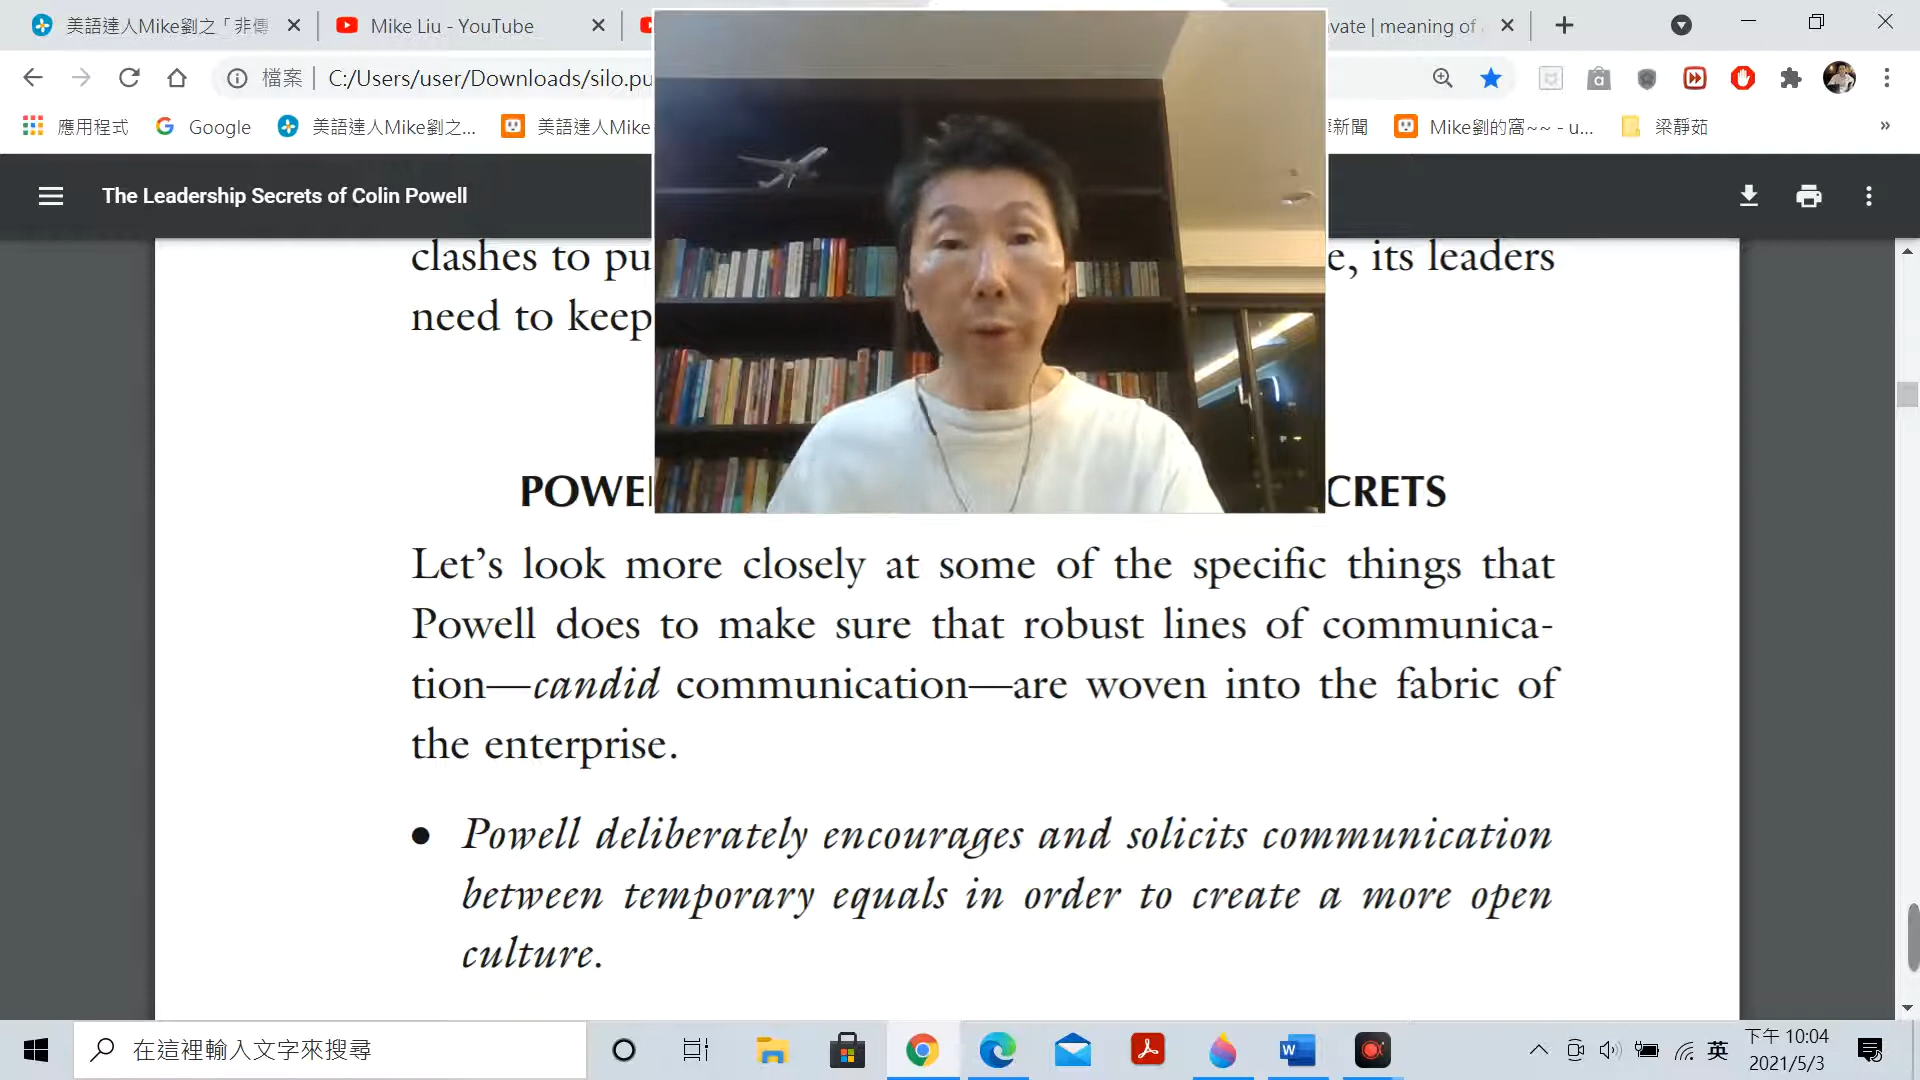 美語達人Mike劉之「非傳
Mike Liu - YouTube
vate | meaning of
檔案
C:/Users/user/Downloads/silo.pu
應用程式
Google
美語達人Mike劉之...
美語達人Mike
新聞
Mike劉的窩~~ - u...
梁靜茹
The Leadership Secrets of Colin Powell
clashes to pu
e, its leaders
need to keep
POWE
CRETS
Let’s look more closely at some of the specific things that
Powell does to make sure that robust lines of communica-
tion—candid communication—are woven into the fabric of
the enterprise.
● Powell deliberately encourages and solicits communication
between temporary equals in order to create a more open
culture.
在這裡輸入文字來搜尋
英
下午 10:04
2021/5/3